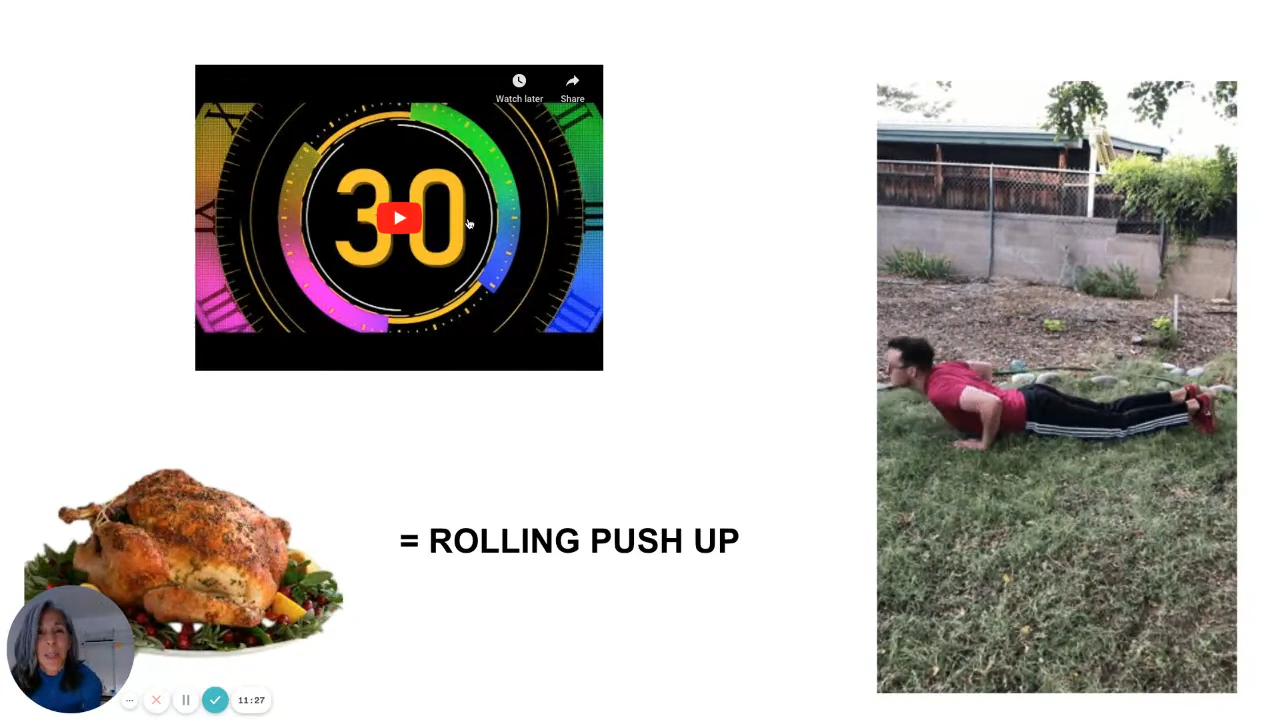 Watch later
Share
30
= ROLLING PUSH UP
11:27